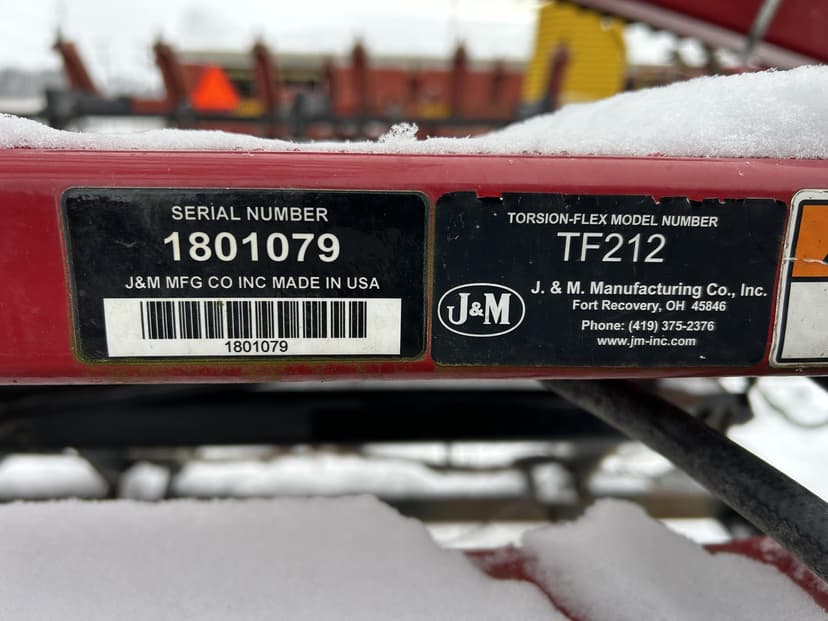 SERIAL NUMBER
1801079
J&M MFG CO INC MADE IN USA
1801079
TORSION-FLEX MODEL NUMBER
TF212
J&M
J. & M. Manufacturing Co., Inc.
Fort Recovery, OH 45846
Phone: (419) 375-2376
www.jm-inc.com